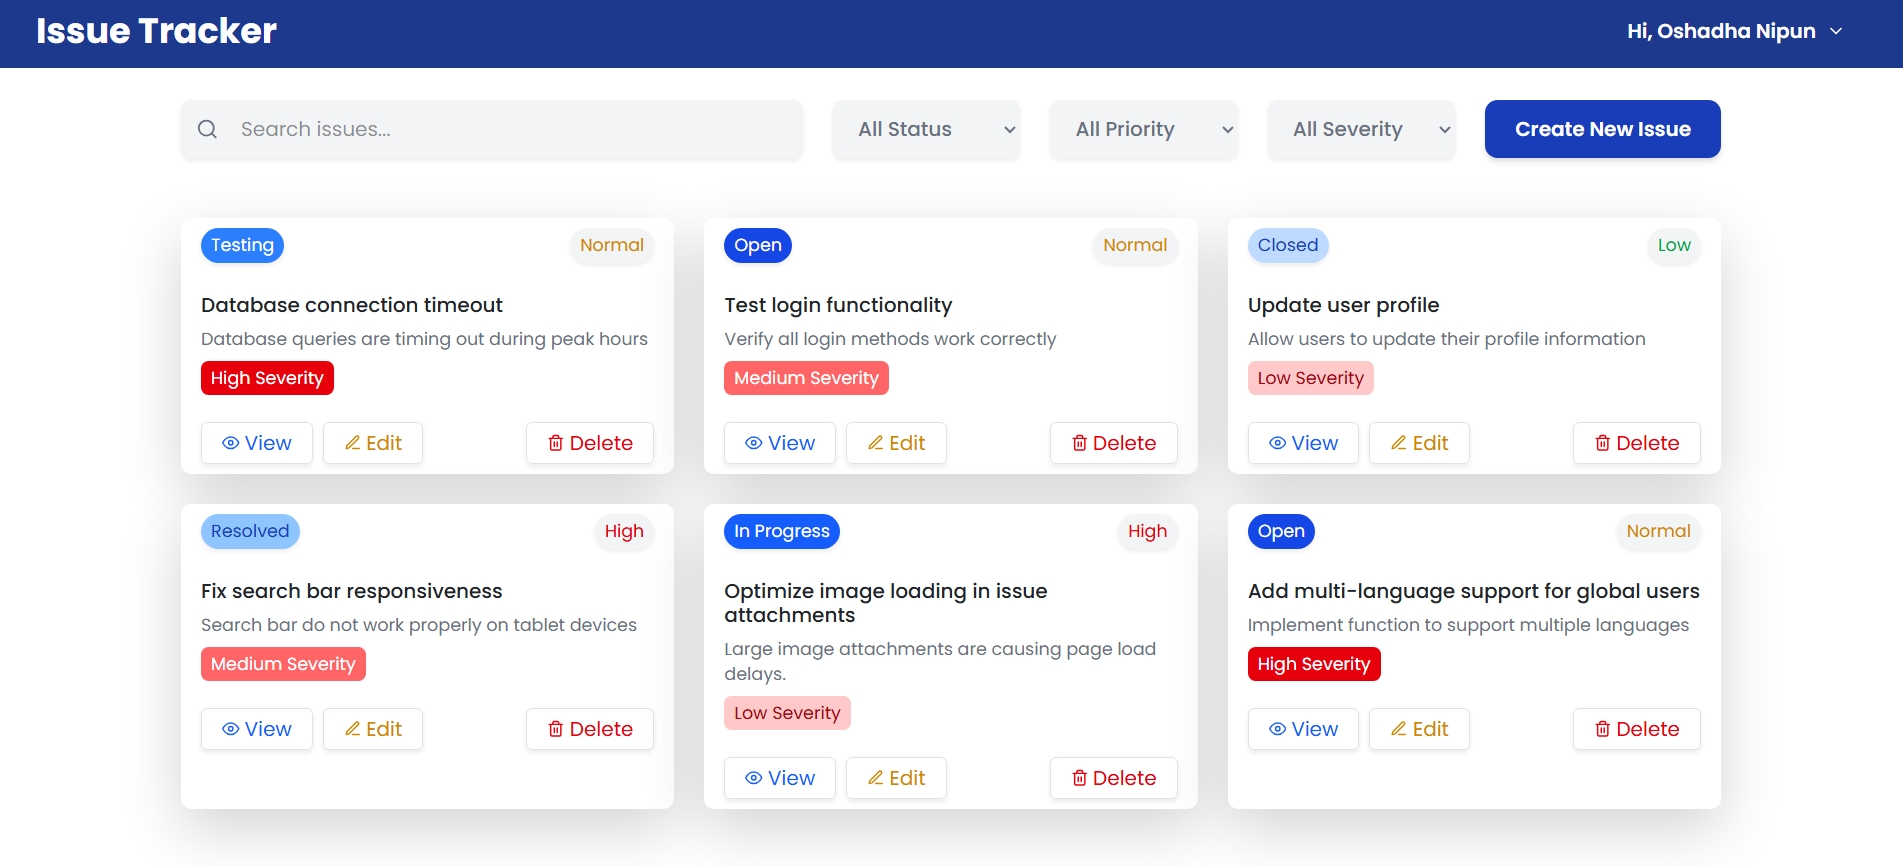 Issue Tracker
Hi, Oshadha Nipun
Search issues...
All Status
All Priority
All Severity
Create New Issue
Testing
Normal
Database connection timeout
Database queries are timing out during peak hours
High Severity
View
Edit
Delete
Open
Normal
Test login functionality
Verify all login methods work correctly
Medium Severity
View
Edit
Delete
Closed
Low
Update user profile
Allow users to update their profile information
Low Severity
View
Edit
Delete
Resolved
High
Fix search bar responsiveness
Search bar do not work properly on tablet devices
Medium Severity
View
Edit
Delete
In Progress
High
Optimize image loading in issue
attachments
Large image attachments are causing page load
delays.
Low Severity
View
Edit
Delete
Open
Normal
Add multi-language support for global users
Implement function to support multiple languages
High Severity
View
Edit
Delete